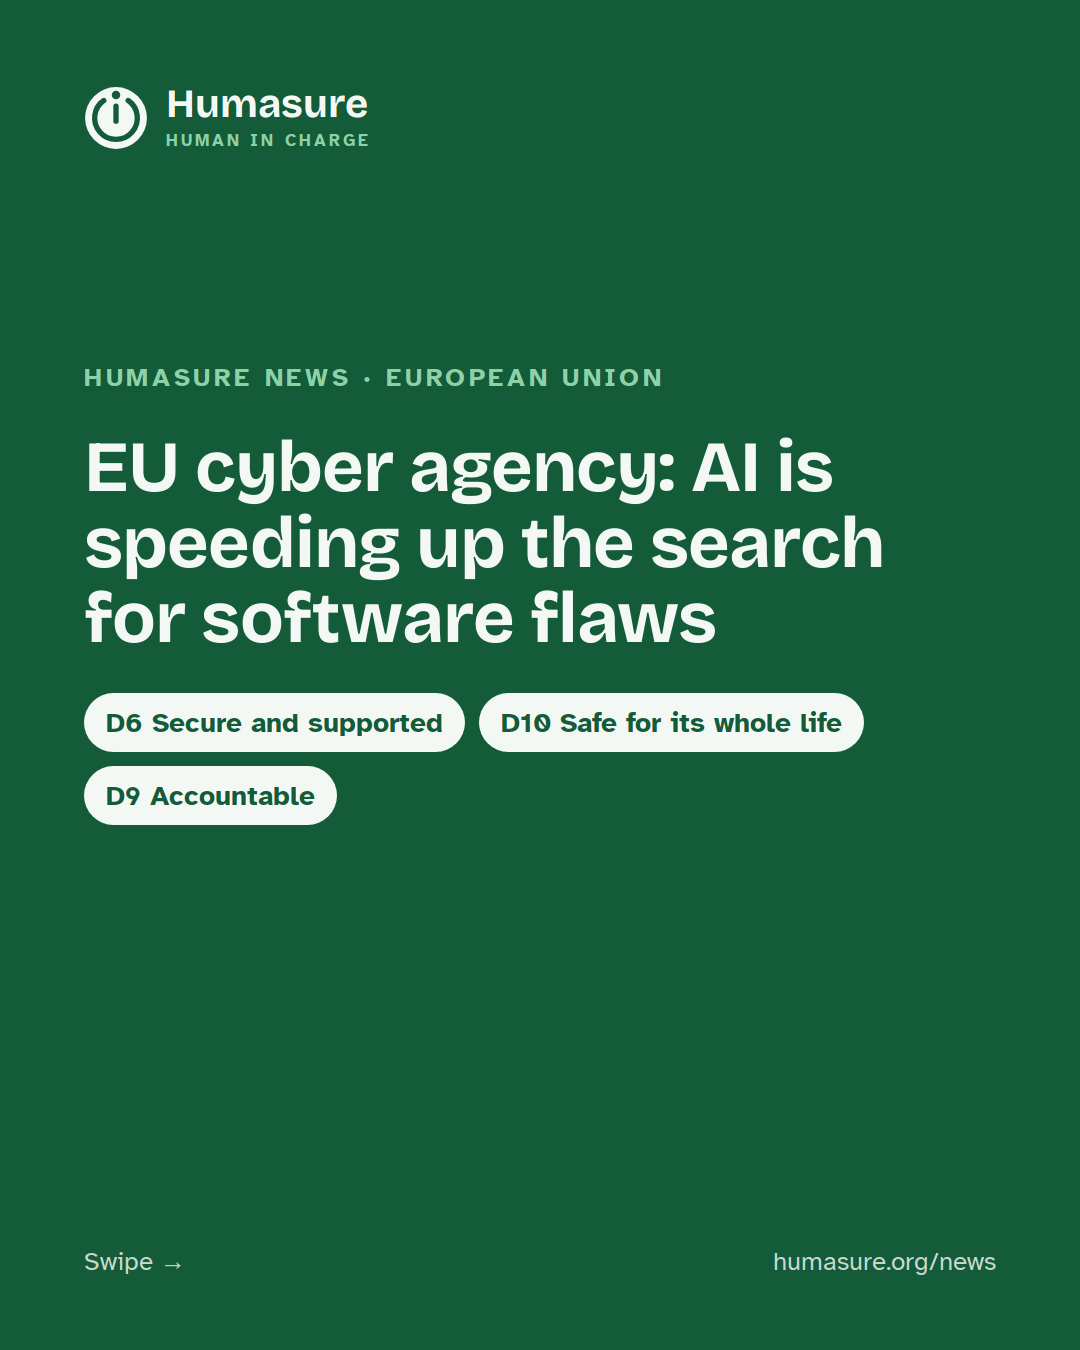 Humasure
HUMAN IN CHARGE
HUMASURE NEWS · EUROPEAN UNION
EU cyber agency: AI is
speeding up the search
for software flaws
D6 Secure and supported
D10 Safe for its whole life
D9 Accountable
Swipe →
humasure.org/news